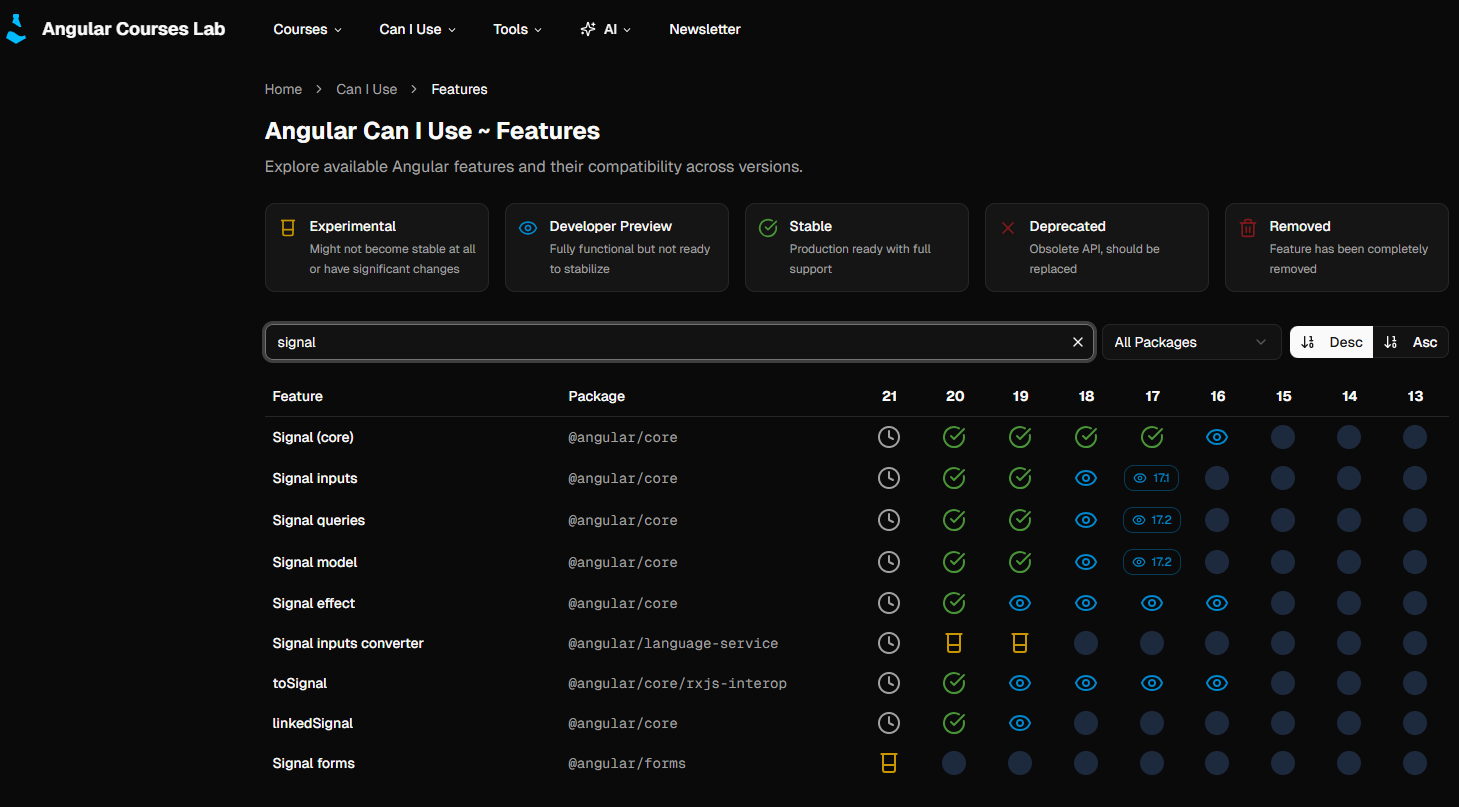 Angular Courses Lab
Courses
Can I Use
Tools
AI
Newsletter
Home > Can I Use > Features
Angular Can I Use ~ Features
Explore available Angular features and their compatibility across versions.
Experimental
Might not become stable at all
or have significant changes
Developer Preview
Fully functional but not ready
to stabilize
Stable
Production ready with full
support
Deprecated
Obsolete API, should be
replaced
Removed
Feature has been completely
removed
signal
All Packages
Desc
Asc
Feature Package 21 20 19 18 17 16 15 14 13
Signal (core) @angular/core
Signal inputs @angular/core 17.1
Signal queries @angular/core 17.2
Signal model @angular/core 17.2
Signal effect @angular/core
Signal inputs converter @angular/language-service
toSignal @angular/core/rxjs-interop
linkedSignal @angular/core
Signal forms @angular/forms